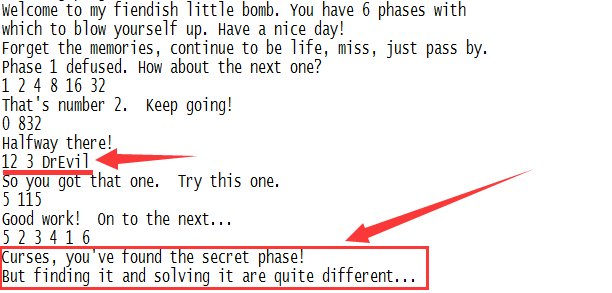 Welcome to my fiendish little bomb. You have 6 phases with
which to blow yourself up. Have a nice day!
Forget the memories, continue to be life, miss, just pass by.
Phase 1 defused. How about the next one?
1 2 4 8 16 32
That's number 2.  Keep going!
0 832
Halfway there!
12 3 DrEvil
So you got that one.  Try this one.
5 115
Good work!  On to the next...
5 2 3 4 1 6
Curses, you've found the secret phase!
But finding it and solving it are quite different...